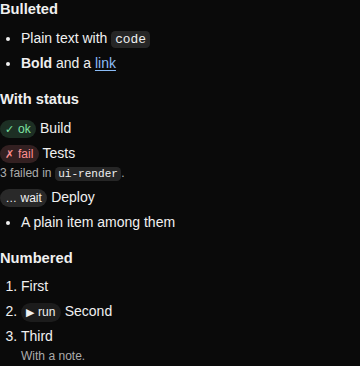 Bulleted
• Plain text with code
• Bold and a link
With status
✓ ok Build
✗ fail Tests
3 failed in ui-render.
… wait Deploy
• A plain item among them
Numbered
1. First
2. ▶ run Second
3. Third
With a note.